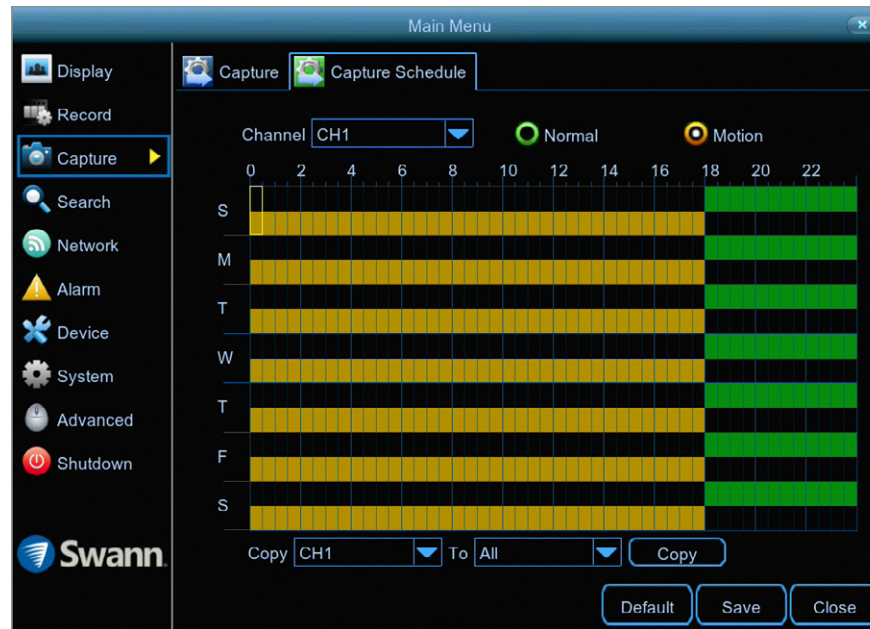 Main Menu
Display
Record
Capture
Search
Network
Alarm
Device
System
Advanced
Shutdown
Swann
Capture
Capture Schedule
Channel CH1 Normal Motion
0 2 4 6 8 10 12 14 16 18 20 22
S
M
T
W
T
F
S
Copy CH1 To All Copy
Default Save Close